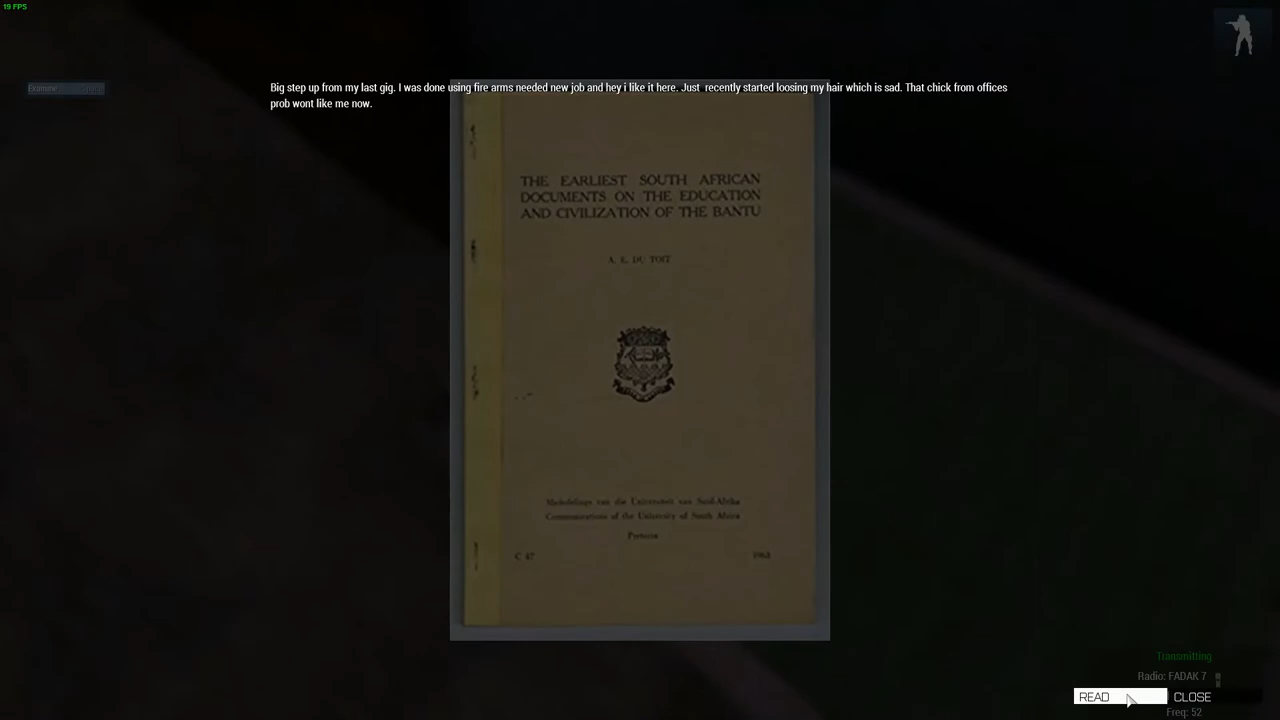 19 FPS
Examine Space
Big step up from my last gig. I was done using fire arms needed new job and hey i like it here. Just recently started loosing my hair which is sad. That chick from offices
prob wont like me now.
THE EARLIEST SOUTH AFRICAN
DOCUMENTS ON THE EDUCATION
AND CIVILIZATION OF THE BANTU
A. E. DU TOIT
Mededelings van die Universiteit van Suid-Afrika
Communications of the University of South Africa
Pretoria
C 47 1963
Transmitting
Radio: FADAK 7
READ CLOSE
Freq: 52